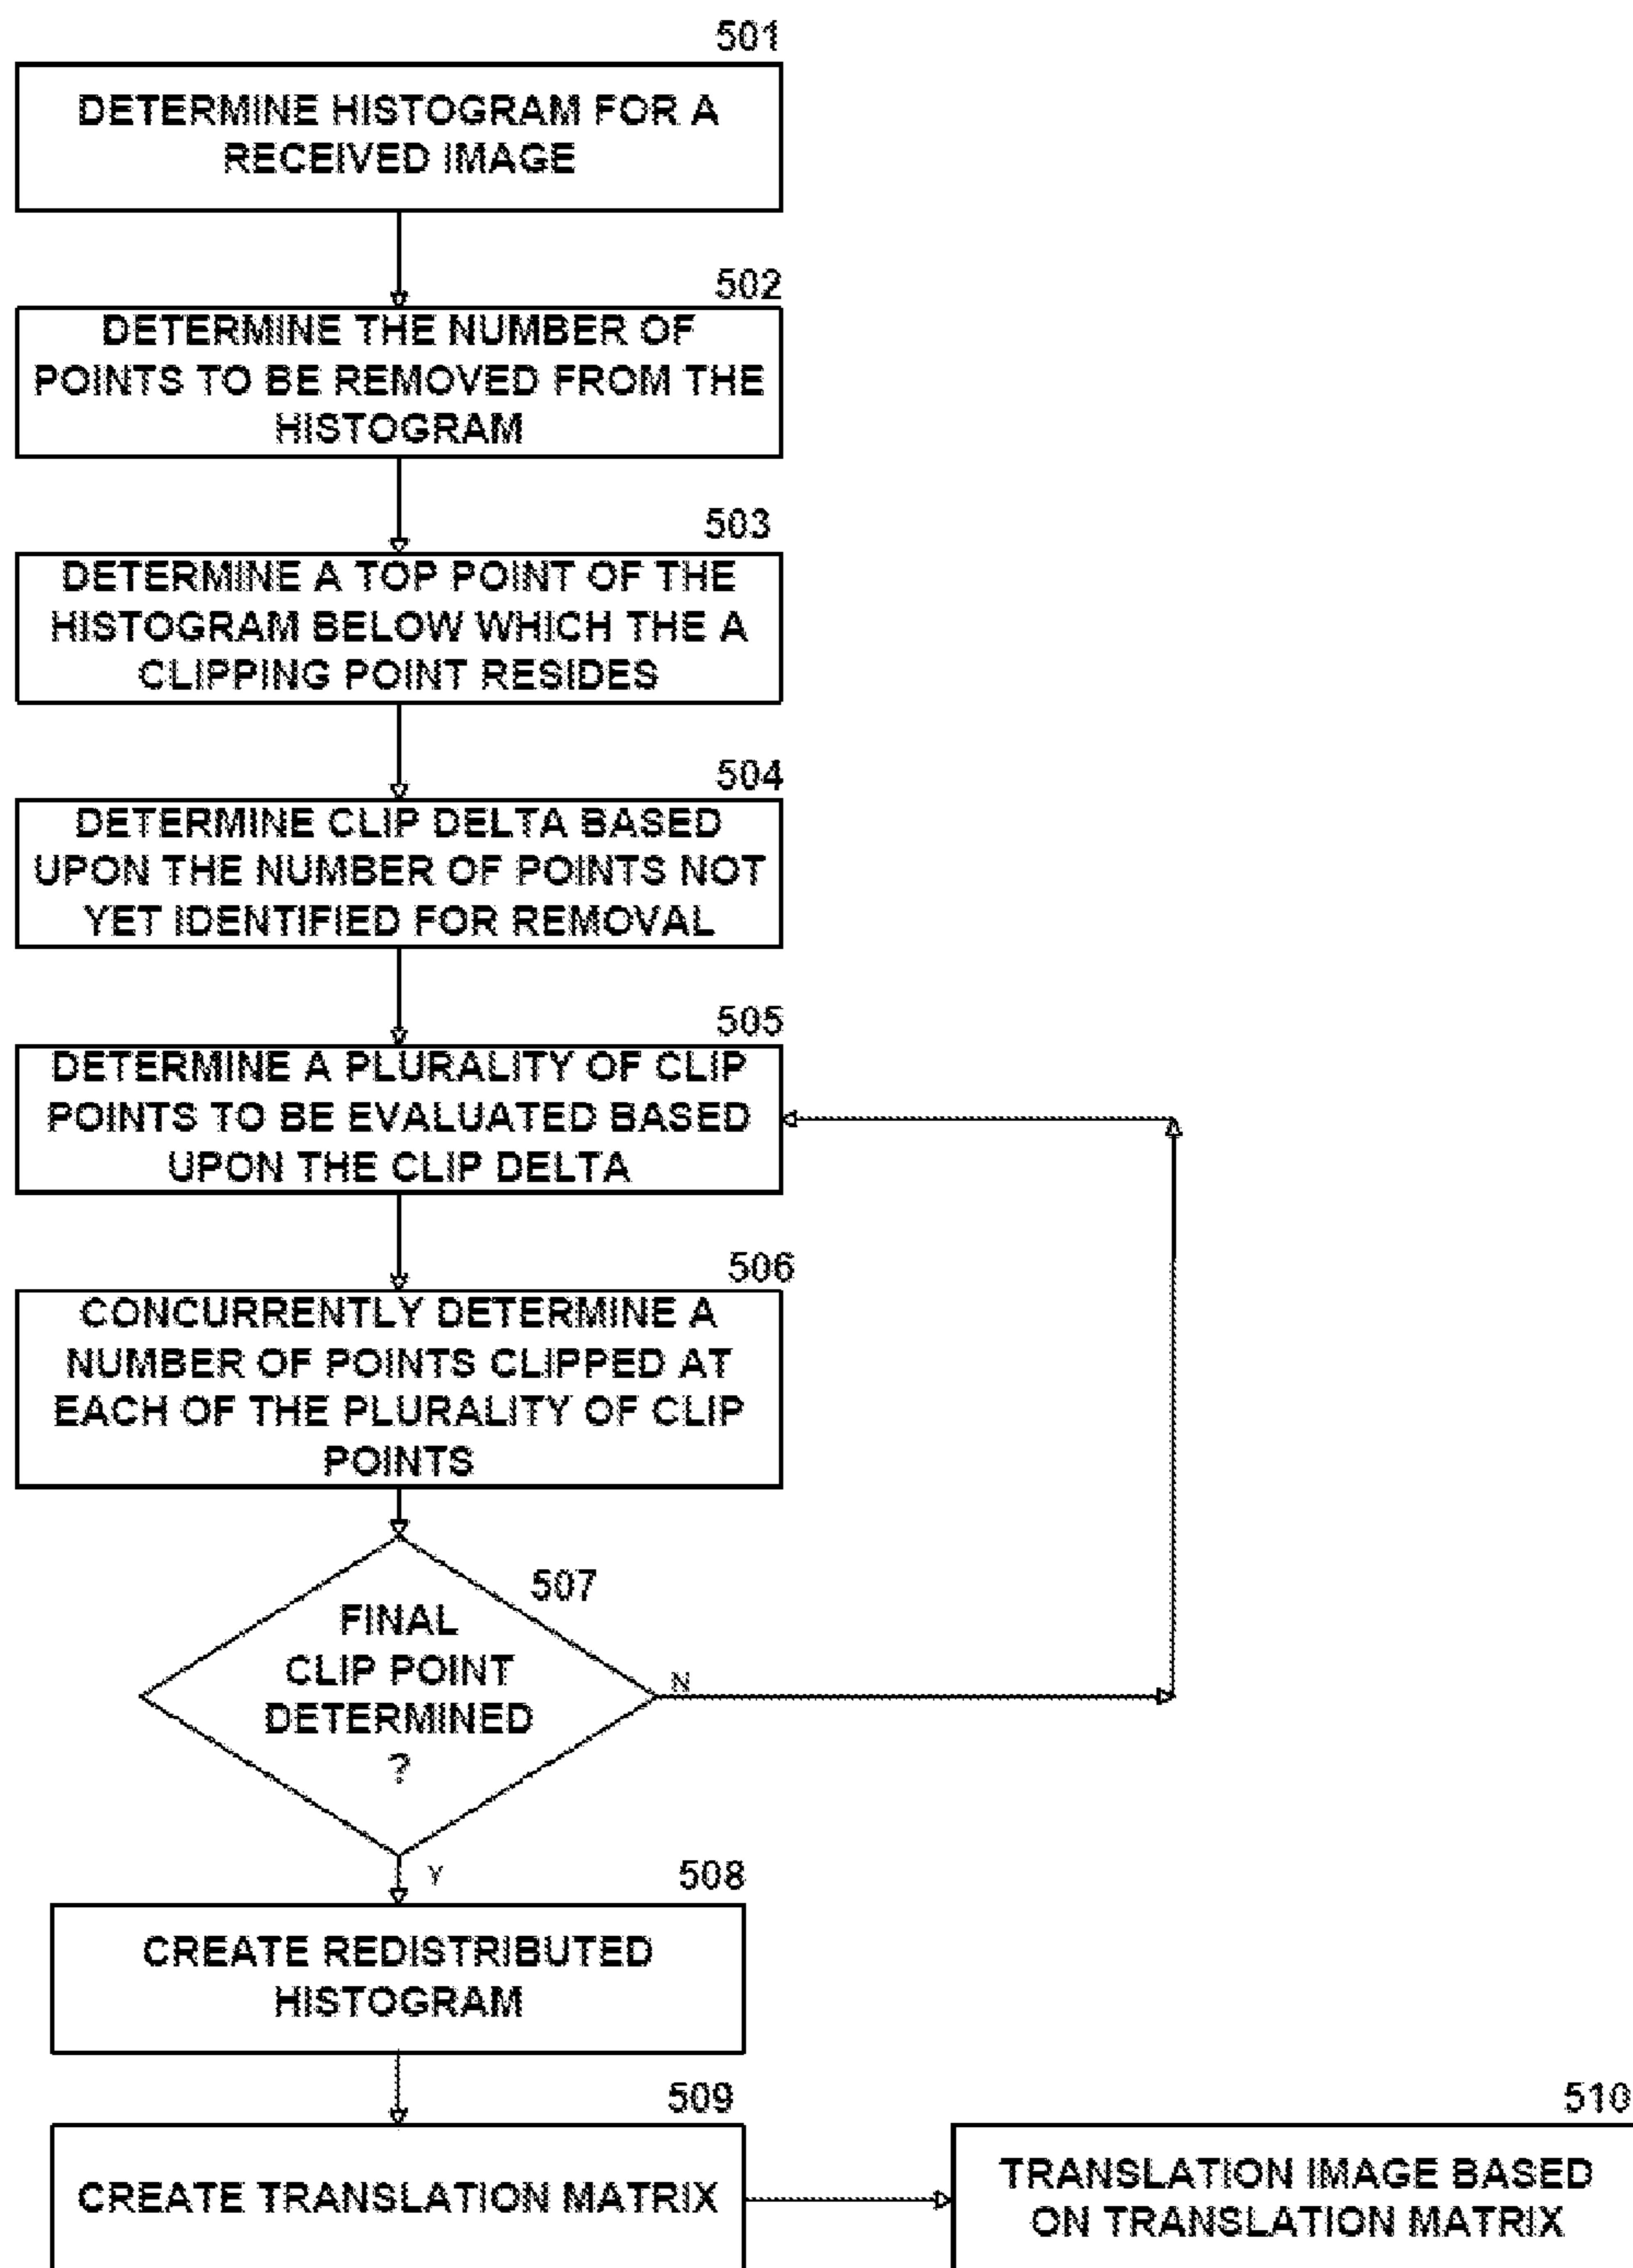 501
DETERMINE HISTOGRAM FOR A
RECEIVED IMAGE
502
DETERMINE THE NUMBER OF
POINTS TO BE REMOVED FROM THE
HISTOGRAM
503
DETERMINE A TOP POINT OF THE
HISTOGRAM BELOW WHICH THE A
CLIPPING POINT RESIDES
504
DETERMINE CLIP DELTA BASED
UPON THE NUMBER OF POINTS NOT
YET IDENTIFIED FOR REMOVAL
505
DETERMINE A PLURALITY OF CLIP
POINTS TO BE EVALUATED BASED
UPON THE CLIP DELTA
506
CONCURRENTLY DETERMINE A
NUMBER OF POINTS CLIPPED AT
EACH OF THE PLURALITY OF CLIP
POINTS
507
FINAL
CLIP POINT
DETERMINED
?
N
Y
508
CREATE REDISTRIBUTED
HISTOGRAM
509
CREATE TRANSLATION MATRIX
510
TRANSLATION IMAGE BASED
ON TRANSLATION MATRIX